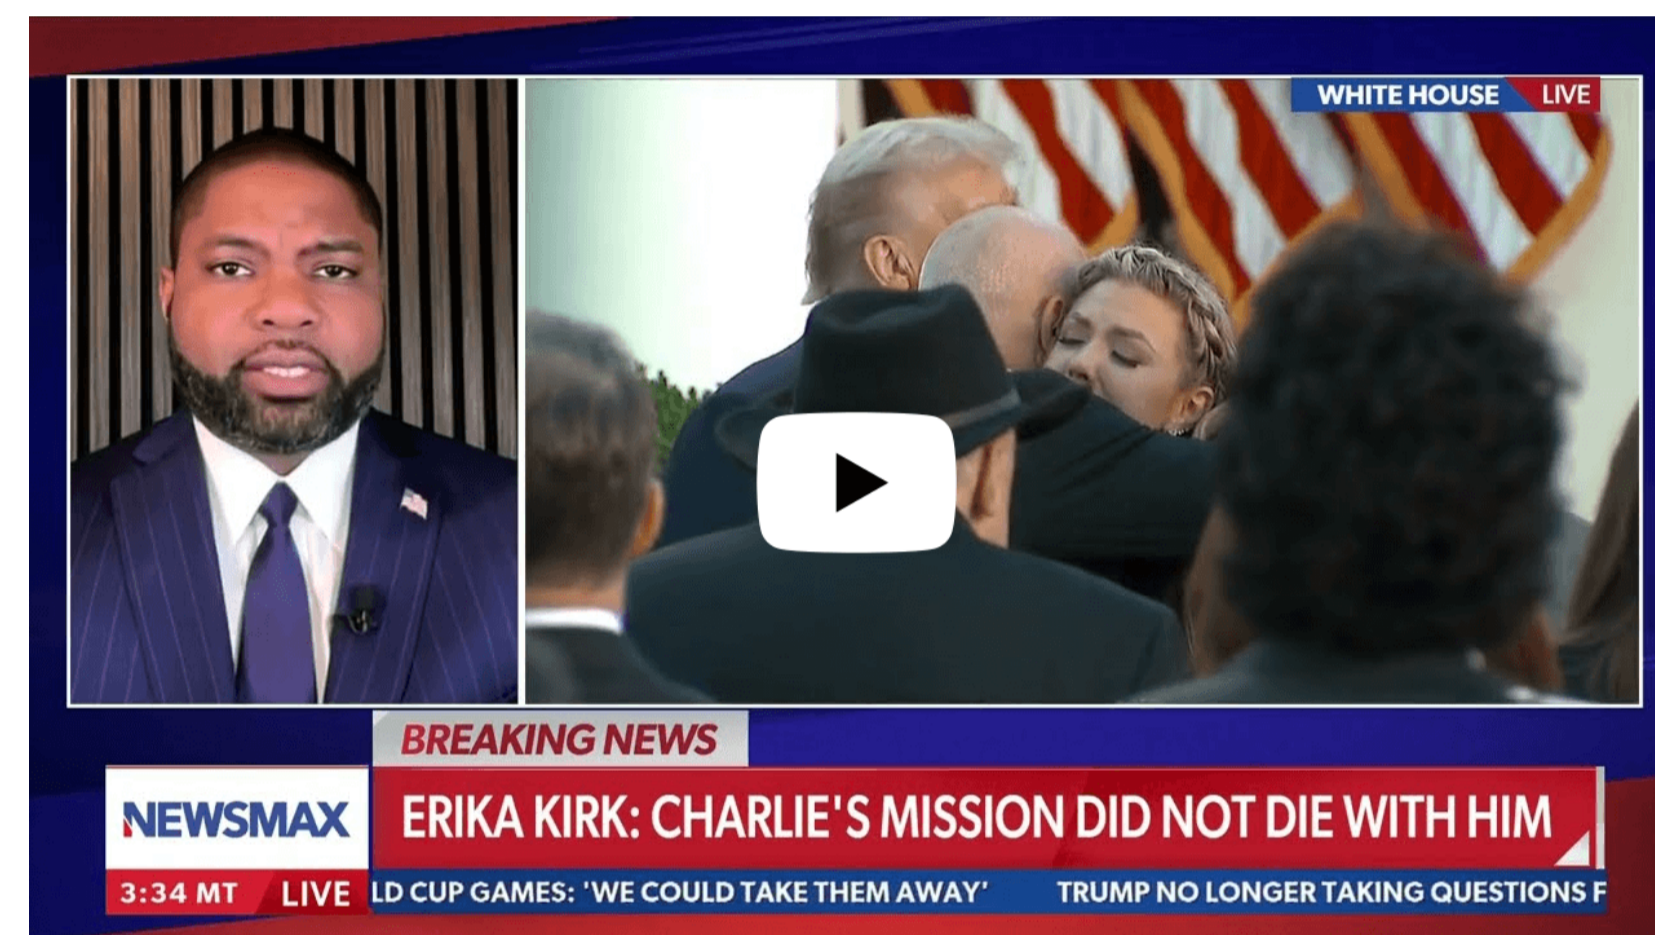 WHITE HOUSE LIVE
BREAKING NEWS
NEWSMAX
ERIKA KIRK: CHARLIE'S MISSION DID NOT DIE WITH HIM
3:34 MT LIVE
LD CUP GAMES: 'WE COULD TAKE THEM AWAY' TRUMP NO LONGER TAKING QUESTIONS F